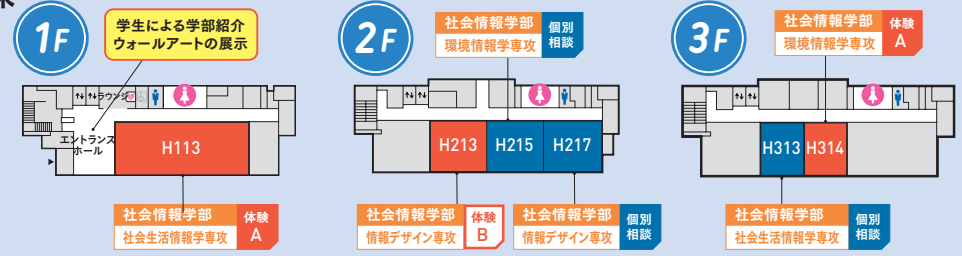 1F
学生による学部紹介
ウォールアートの展示
ラウンジ
エントランス
ホール
H113
社会情報学部
社会生活情報学専攻
体験
A
2F
社会情報学部
環境情報学専攻
個別
相談
H213
H215
H217
社会情報学部
情報デザイン専攻
体験
B
社会情報学部
情報デザイン専攻
個別
相談
3F
社会情報学部
環境情報学専攻
体験
A
H313
H314
社会情報学部
社会生活情報学専攻
個別
相談